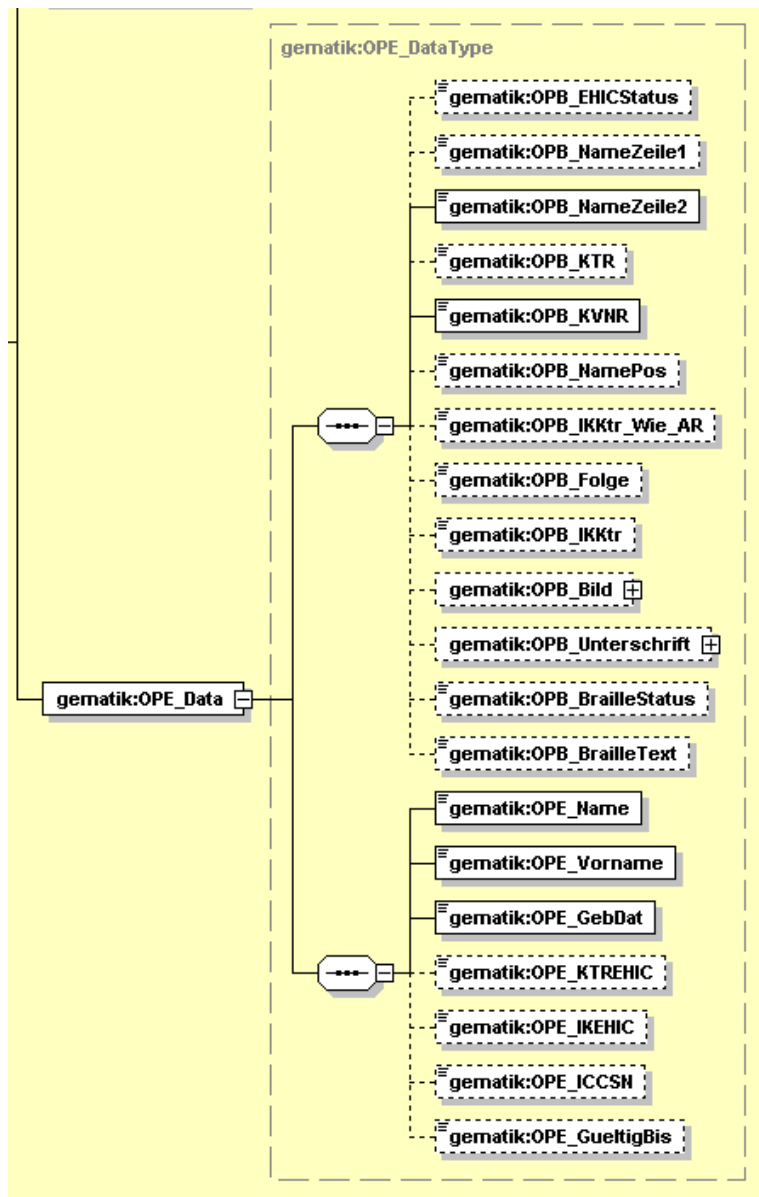 gematik:OPE_DataType
gematik:OPB_EHICStatus
gematik:OPB_NameZeile1
gematik:OPB_NameZeile2
gematik:OPB_KTR
gematik:OPB_KVNR
gematik:OPB_NamePos
gematik:OPB_IKKtr_Wie_AR
gematik:OPB_Folge
gematik:OPB_IKKtr
gematik:OPB_Bild
gematik:OPB_Unterschrift
gematik:OPE_Data
gematik:OPB_BrailleStatus
gematik:OPB_BrailleText
gematik:OPE_Name
gematik:OPE_Vorname
gematik:OPE_GebDat
gematik:OPE_KTREHIC
gematik:OPE_IKEHIC
gematik:OPE_ICCSN
gematik:OPE_GueltigBis